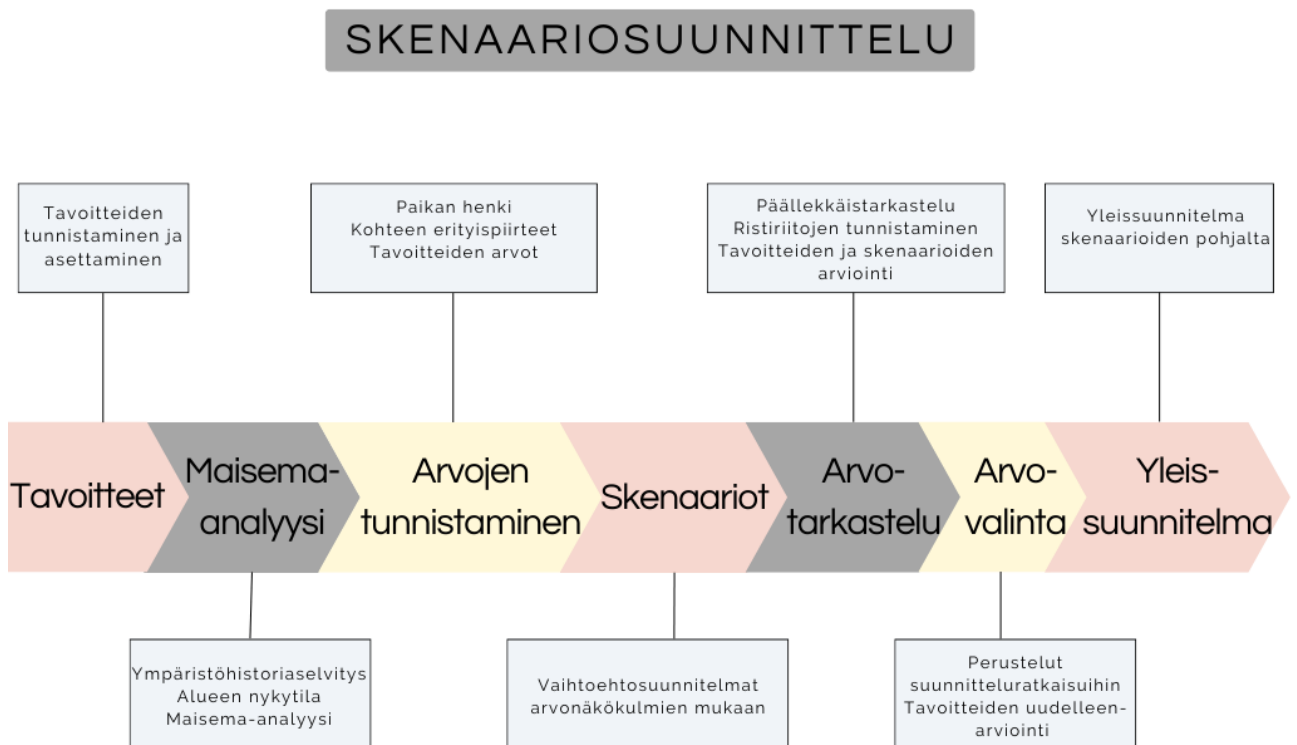 SKENAARIOSUUNNITTELU
Tavoitteiden
tunnistaminen ja
asettaminen
Paikan henki
Kohteen erityispiirteet
Tavoitteiden arvot
Päällekkäistarkastelu
Ristiriitojen tunnistaminen
Tavoitteiden ja skenaarioiden
arviointi
Yleissuunnitelma
skenaarioiden pohjalta
Tavoitteet
Maisema-
analyysi
Arvojen
tunnistaminen
Skenaariot
Arvo-
tarkastelu
Arvo-
valinta
Yleis-
suunnitelma
Ympäristöhistoriaselvitys
Alueen nykytila
Maisema-analyysi
Vaihtoehtosuunnitelmat
arvonäkökulmien mukaan
Perustelut
suunnitteluratkaisuihin
Tavoitteiden uudelleen-
arviointi